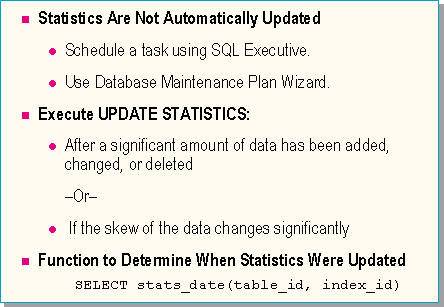 Statistics Are Not Automatically Updated
Schedule a task using SQL Executive.
Use Database Maintenance Plan Wizard.
Execute UPDATE STATISTICS:
After a significant amount of data has been added,
changed, or deleted
–Or–
If the skew of the data changes significantly
Function to Determine When Statistics Were Updated
SELECT stats_date(table_id, index_id)